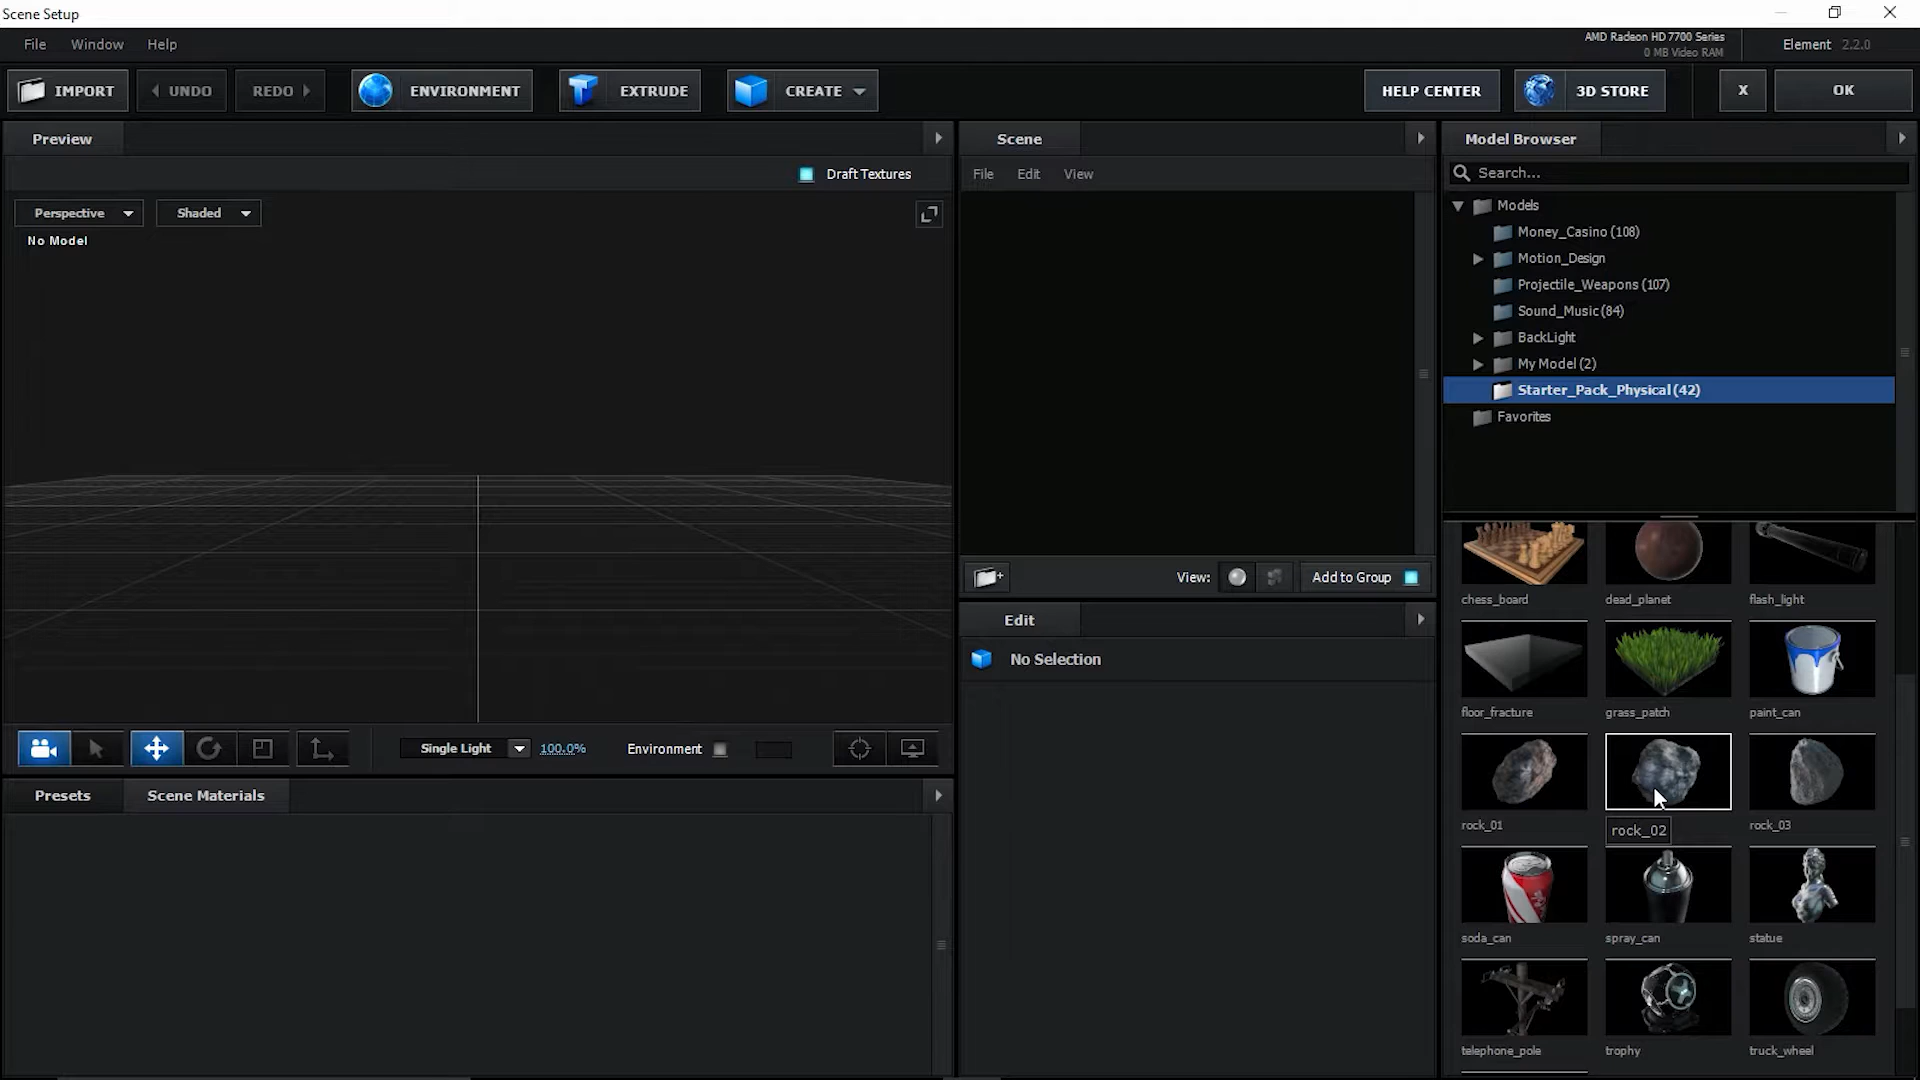 Scene Setup
File Window Help
AMD Radeon HD 7700 Series
0 MB Video RAM
Element 2.2.0
IMPORT UNDO REDO ENVIRONMENT EXTRUDE CREATE HELP CENTER 3D STORE X OK
Preview
Draft Textures
Perspective Shaded
No Model
Single Light 100.0% Environment
Presets Scene Materials
Scene
File Edit View
View: Add to Group
Edit
No Selection
Model Browser
Search...
Models
Money_Casino (108)
Motion_Design
Projectile_Weapons (107)
Sound_Music (84)
BackLight
My Model (2)
Starter_Pack_Physical (42)
Favorites
chess_board dead_planet flash_light
floor_fracture grass_patch paint_can
rock_01 rock_02 rock_03
soda_can spray_can statue
telephone_pole trophy truck_wheel